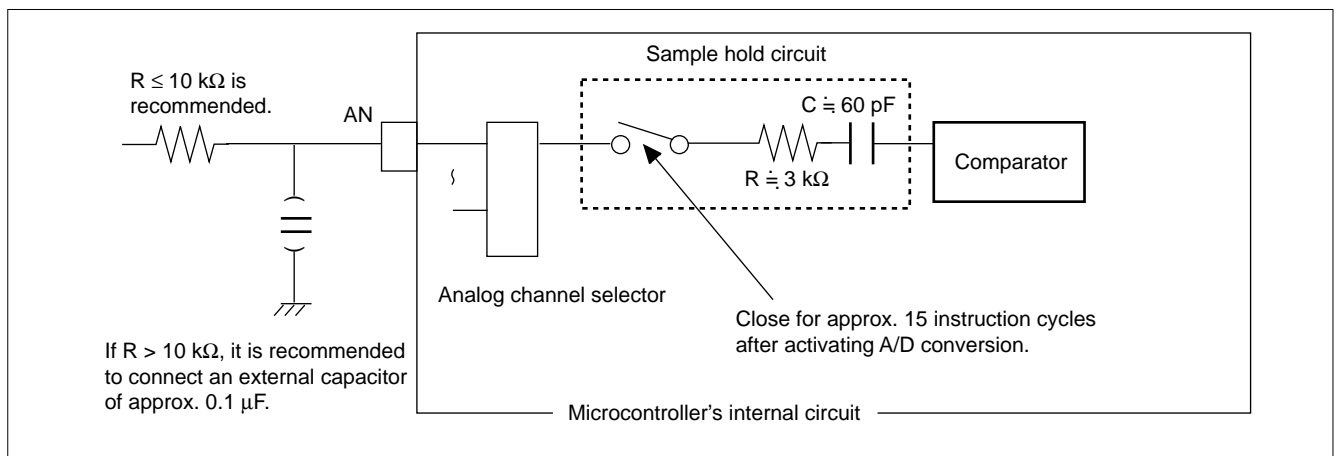 Sample hold circuit
R ≤ 10 kΩ is
recommended.
AN
C ≒ 60 pF
R ≒ 3 kΩ
Comparator
Analog channel selector
Close for approx. 15 instruction cycles
after activating A/D conversion.
If R > 10 kΩ, it is recommended
to connect an external capacitor
of approx. 0.1 µF.
Microcontroller's internal circuit